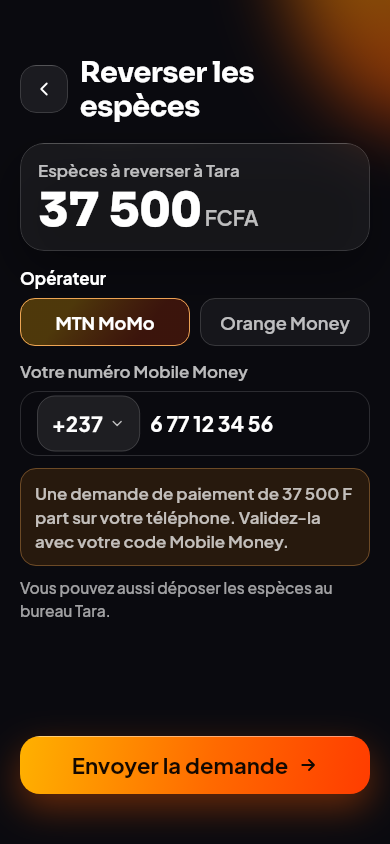 Reverser les
espèces
Espèces à reverser à Tara
37 500 FCFA
Opérateur
MTN MoMo
Orange Money
Votre numéro Mobile Money
+237 6 77 12 34 56
Une demande de paiement de 37 500 F
part sur votre téléphone. Validez-la
avec votre code Mobile Money.
Vous pouvez aussi déposer les espèces au
bureau Tara.
Envoyer la demande →